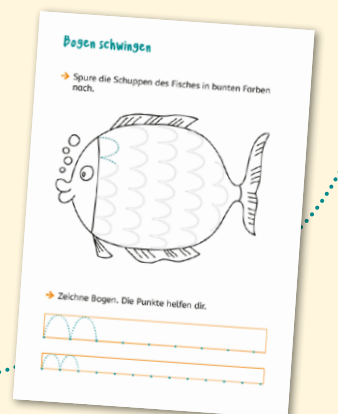 Bogen schwingen
Spure die Schuppen des Fisches in bunten Farben
nach.
Zeichne Bogen. Die Punkte helfen dir.